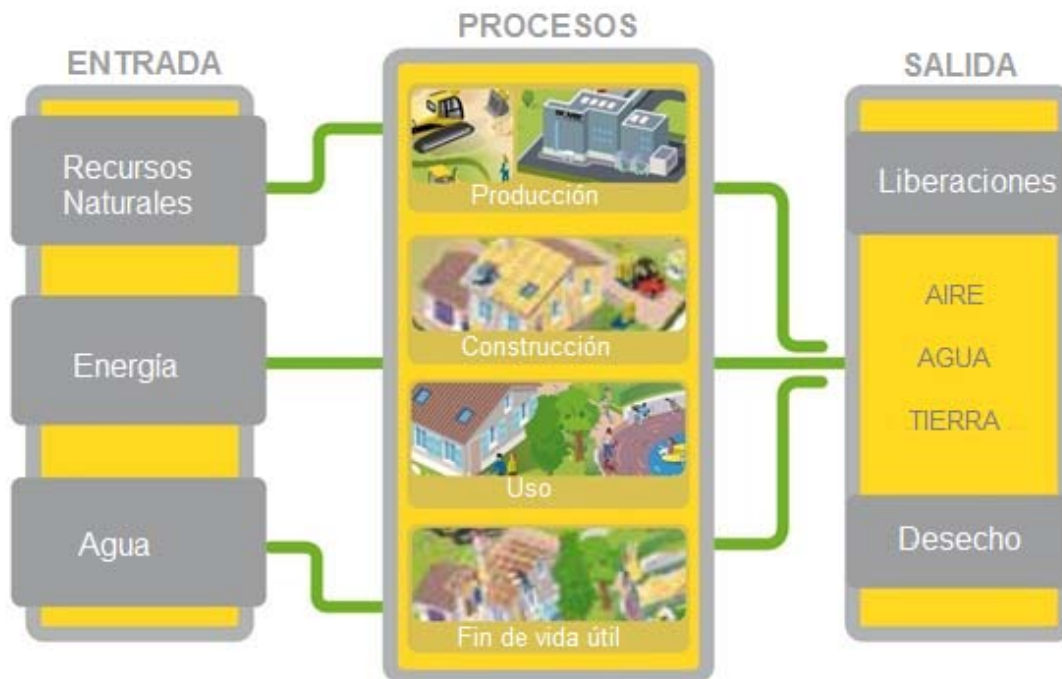 PROCESOS
ENTRADA
SALIDA
Recursos
Naturales
Energía
Agua
Producción
Construcción
Uso
Fin de vida útil
Liberaciones
AIRE
AGUA
TIERRA
Desecho